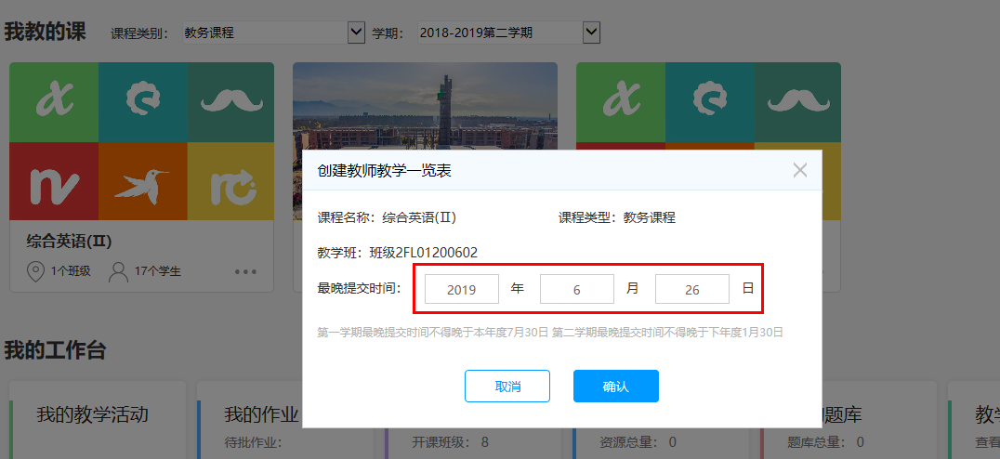 我教的课 课程类别： 教务课程 学期： 2018-2019第二学期
综合英语(II)
1个班级 17个学生
创建教师教学一览表
课程名称：综合英语(II) 课程类型：教务课程
教学班：班级2FL01200602
最晚提交时间： 2019 年 6 月 26 日
第一学期最晚提交时间不得晚于本年度7月30日 第二学期最晚提交时间不得晚于下年度1月30日
取消 确认
我的工作台
我的教学活动
我的作业
待批作业：
开课班级： 8
资源总量： 0
题库
题库总量： 0
教学
查看